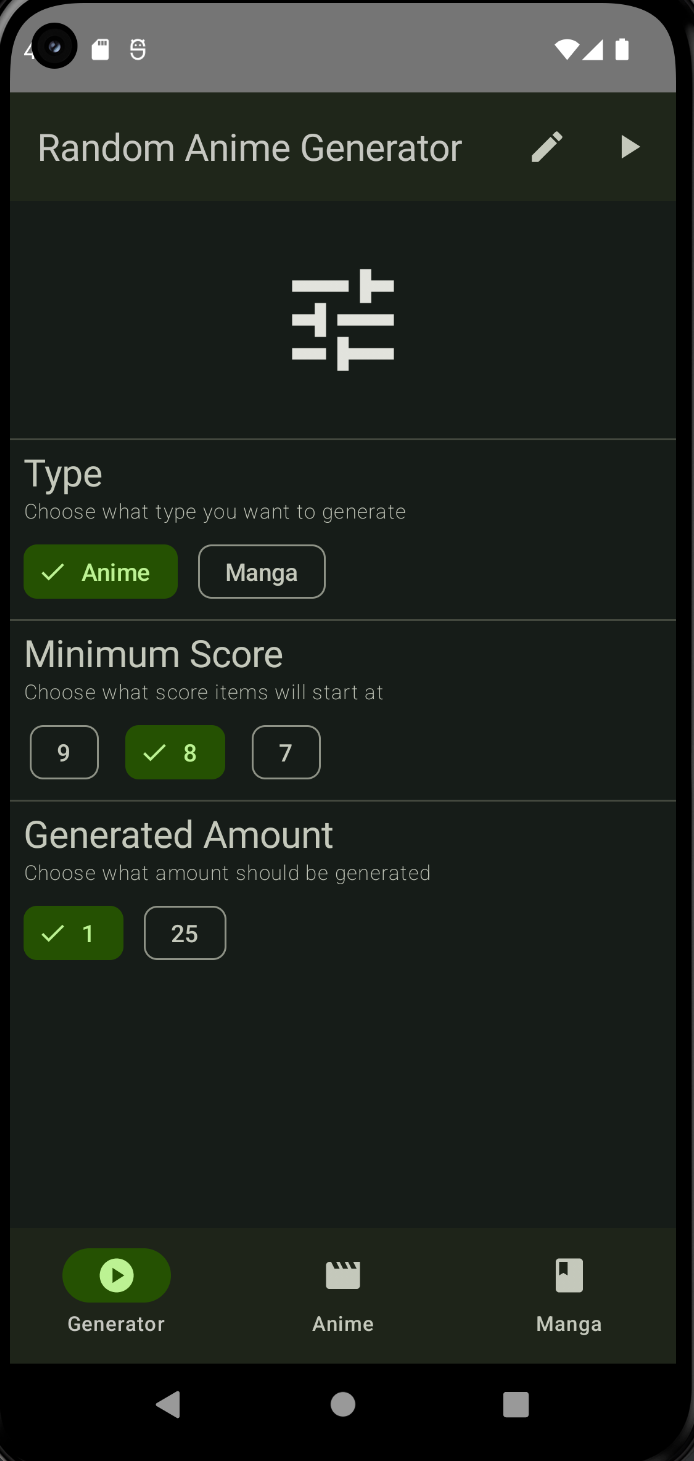 Random Anime Generator
Type
Choose what type you want to generate
Anime Manga
Minimum Score
Choose what score items will start at
9 8 7
Generated Amount
Choose what amount should be generated
1 25
Generator Anime Manga